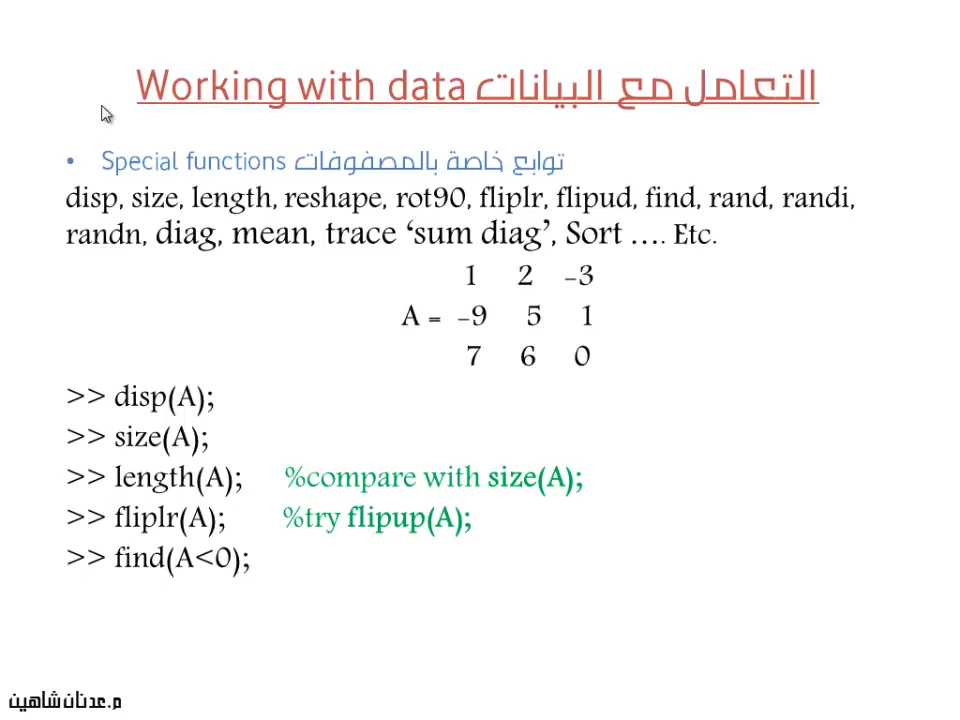 Working with data التعامل مع البيانات
• Special functions توابع خاصة بالمصفوفات
disp, size, length, reshape, rot90, fliplr, flipud, find, rand, randi,
randn, diag, mean, trace ‘sum diag’, Sort …. Etc.
1 2 -3
A = -9 5 1
7 6 0
>> disp(A);
>> size(A);
>> length(A); %compare with size(A);
>> fliplr(A); %try flipup(A);
>> find(A<0);
م.عدنان شاهين